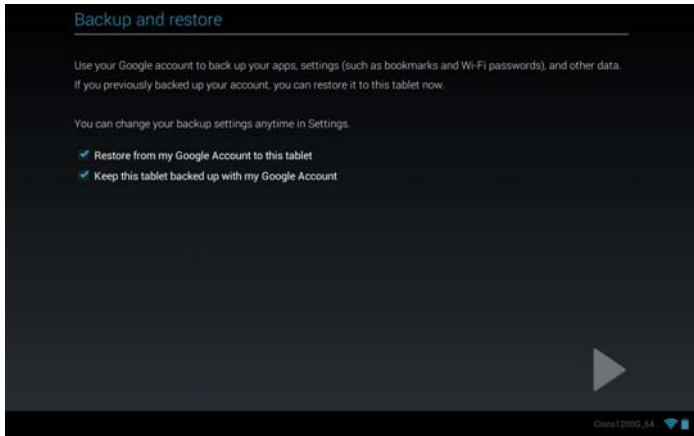 Backup and restore
Use your Google account to back up your apps, settings (such as bookmarks and Wi-Fi passwords), and other data.
If you previously backed up your account, you can restore it to this tablet now.
You can change your backup settings anytime in Settings.
Restore from my Google Account to this tablet
Keep this tablet backed up with my Google Account
Cisco1200G_64...